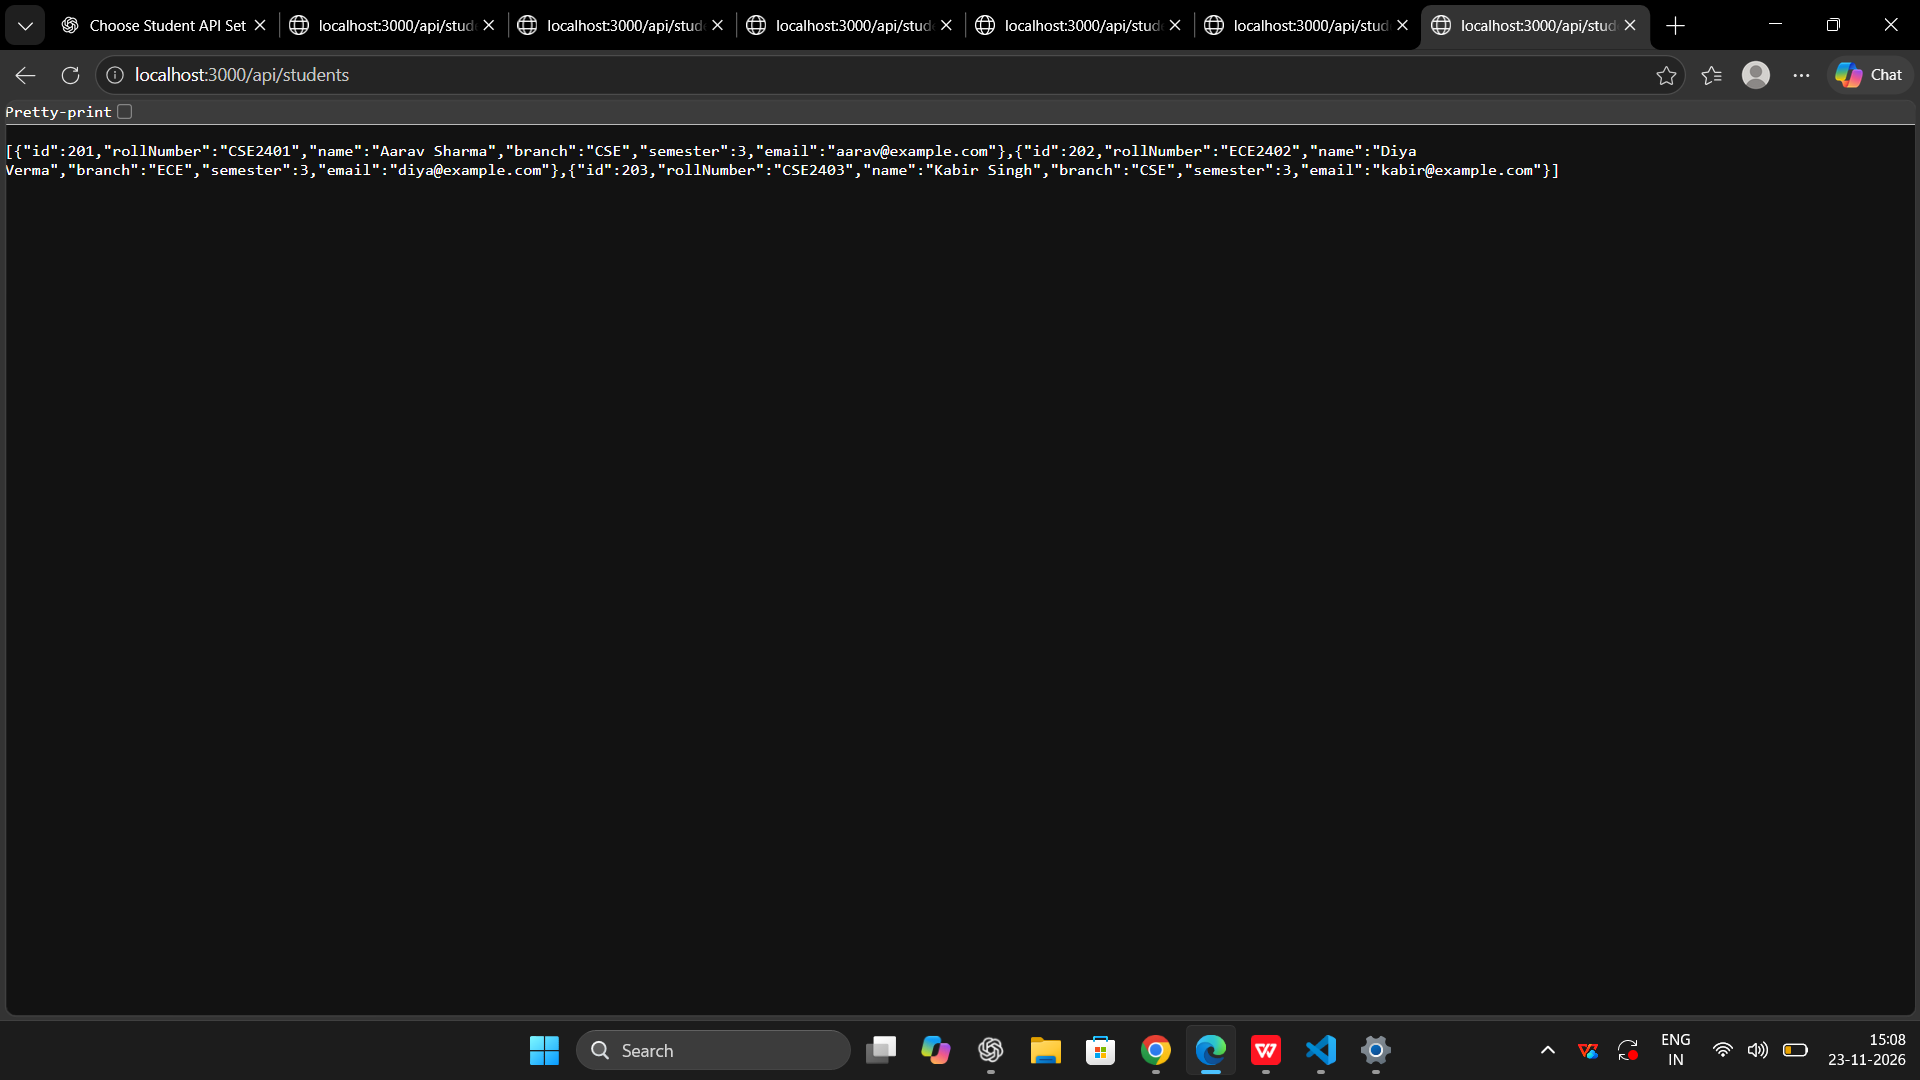 Choose Student API Set
localhost:3000/api/stud
localhost:3000/api/stud
localhost:3000/api/stud
localhost:3000/api/stud
localhost:3000/api/stud
localhost:3000/api/stud
localhost:3000/api/students
Chat
Pretty-print
[{"id":201,"rollNumber":"CSE2401","name":"Aarav Sharma","branch":"CSE","semester":3,"email":"aarav@example.com"},{"id":202,"rollNumber":"ECE2402","name":"Diya
Verma","branch":"ECE","semester":3,"email":"diya@example.com"},{"id":203,"rollNumber":"CSE2403","name":"Kabir Singh","branch":"CSE","semester":3,"email":"kabir@example.com"}]
Search
ENG
IN
15:08
23-11-2026